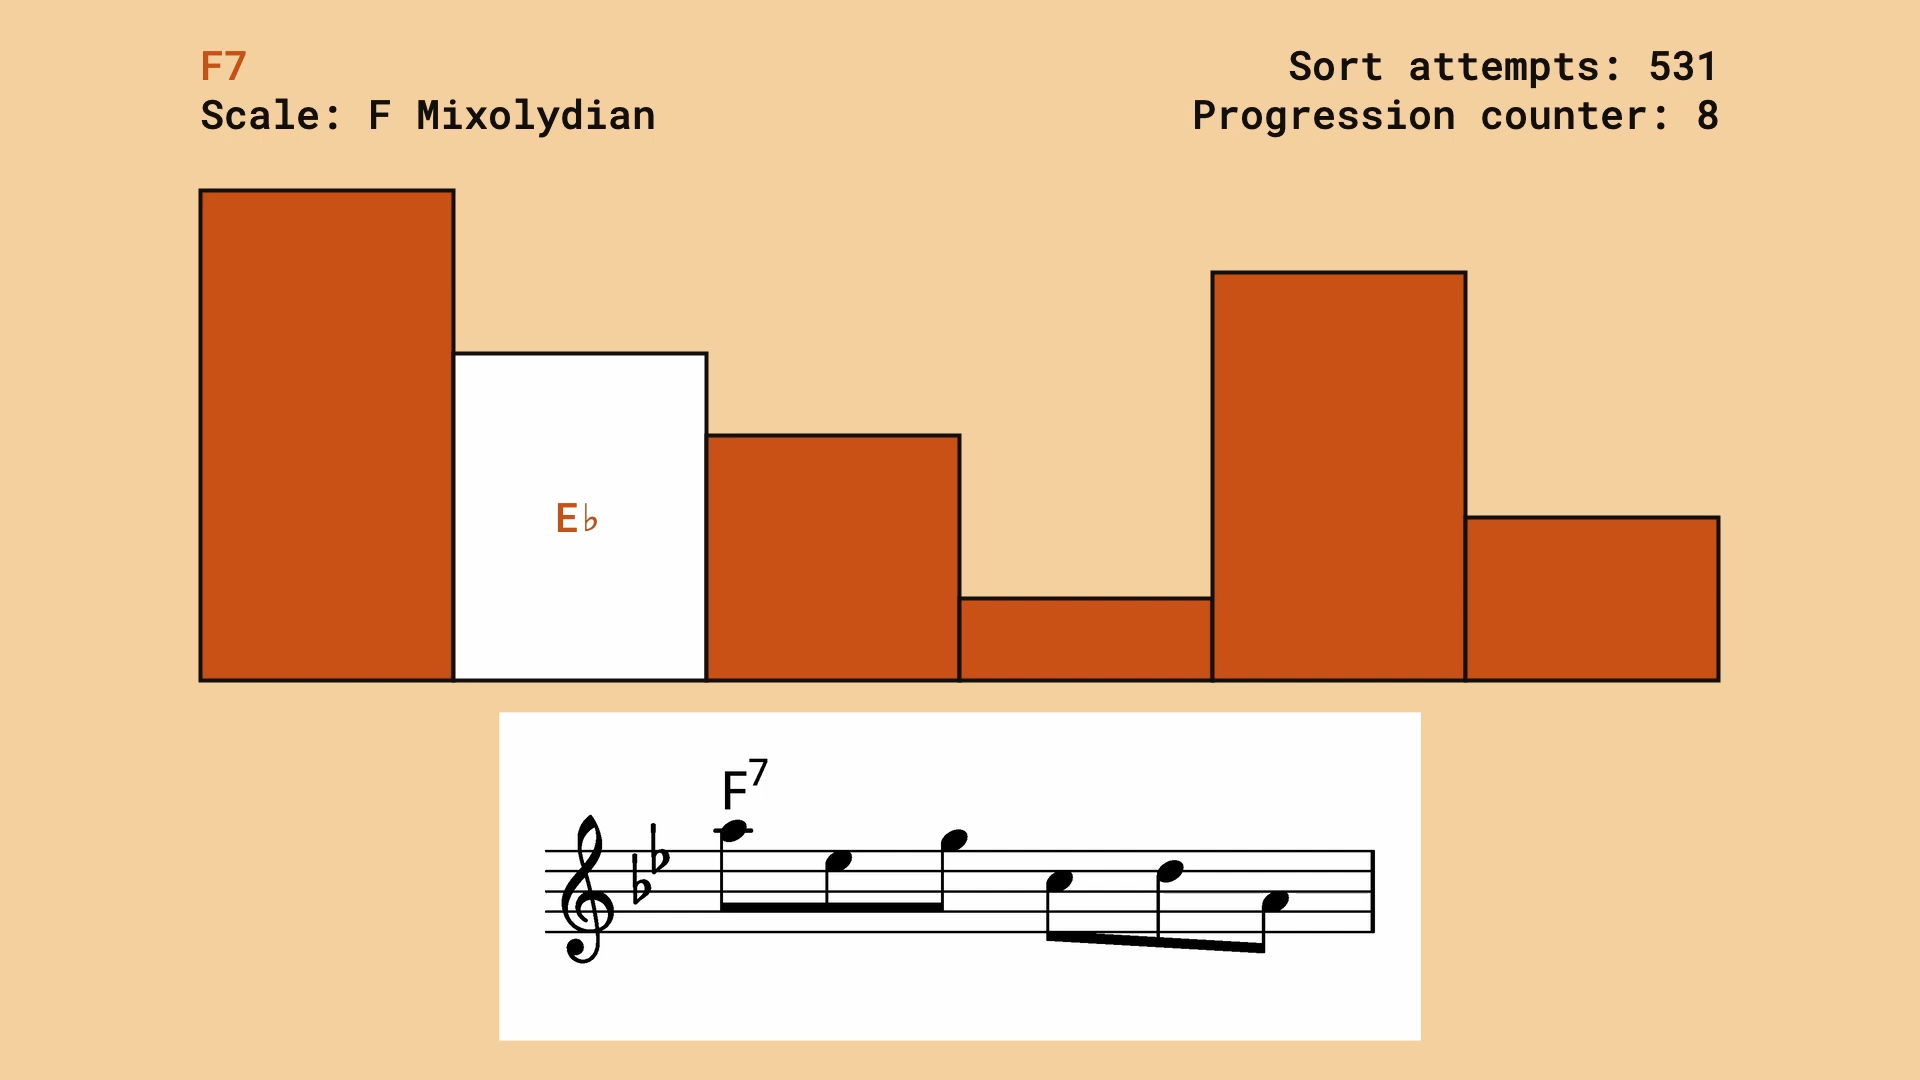 F7
Scale: F Mixolydian
Sort attempts: 531
Progression counter: 8
E♭
F7